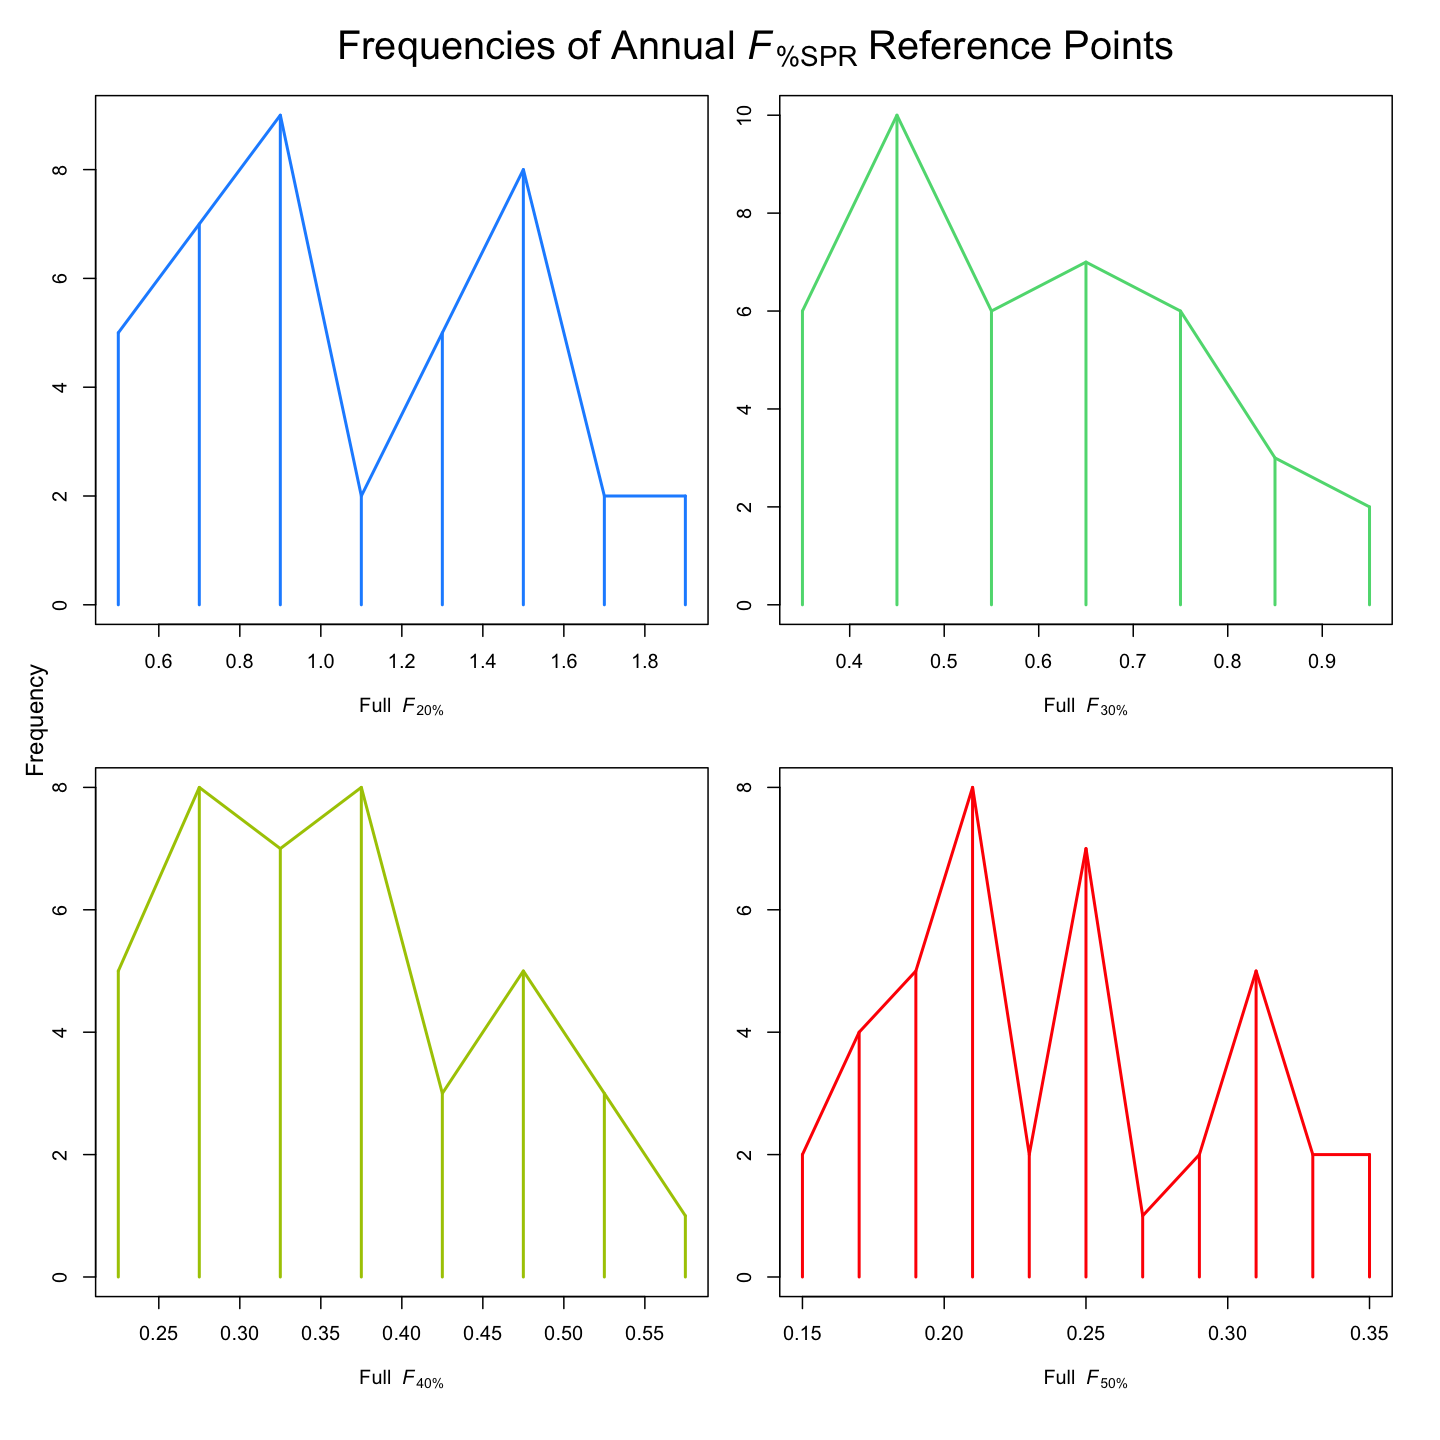 Frequencies of Annual F%SPR Reference Points
Frequency
0 2 4 6 8
0.6 0.8 1.0 1.2 1.4 1.6 1.8
Full F20%
0 2 4 6 8 10
0.4 0.5 0.6 0.7 0.8 0.9
Full F30%
0 2 4 6 8
0.25 0.30 0.35 0.40 0.45 0.50 0.55
Full F40%
0 2 4 6 8
0.15 0.20 0.25 0.30 0.35
Full F50%